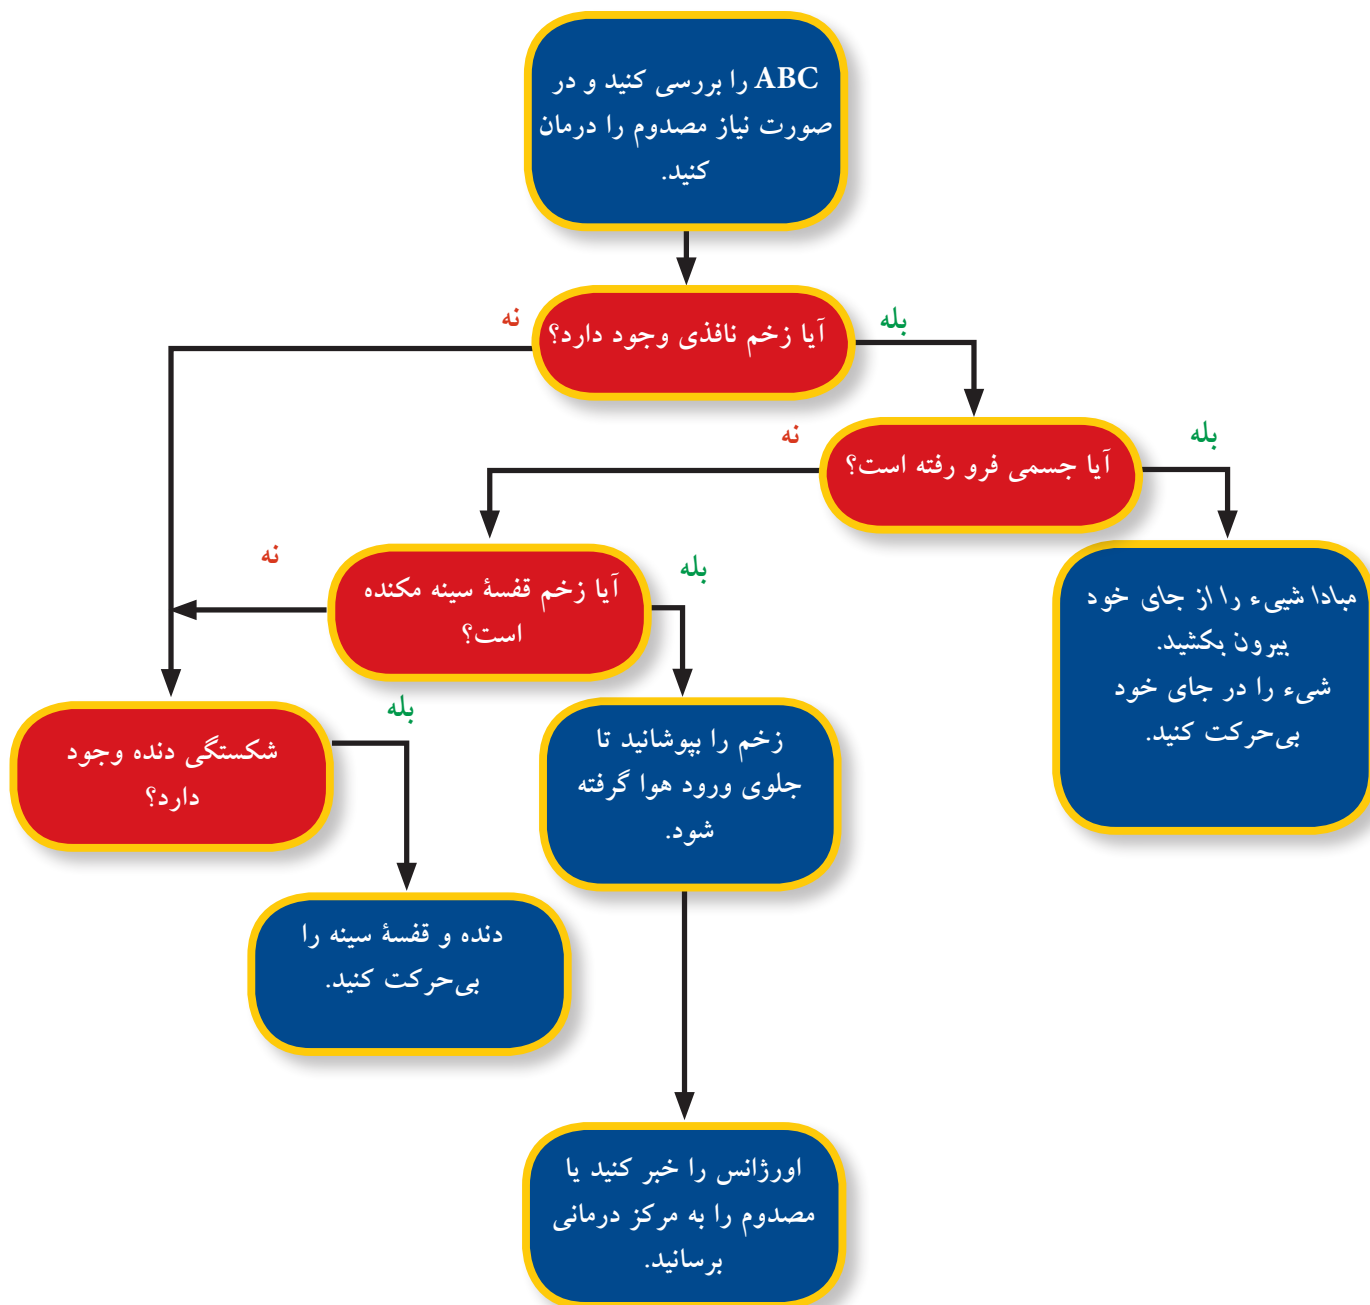 ABC را بررسی کنید و در
صورت نیاز مصدوم را درمان
کنید.
آیا زخم نافذی وجود دارد؟
بله
نه
آیا جسمی فرو رفته است؟
بله
نه
مبادا شییء را از جای خود
بیرون بکشید.
شیء را در جای خود
بی‌حرکت کنید.
آیا زخم قفسۀ سینه مکنده
است؟
بله
نه
زخم را بپوشانید تا
جلوی ورود هوا گرفته
شود.
شکستگی دنده وجود
دارد؟
بله
دنده و قفسۀ سینه را
بی‌حرکت کنید.
اورژانس را خبر کنید یا
مصدوم را به مرکز درمانی
برسانید.